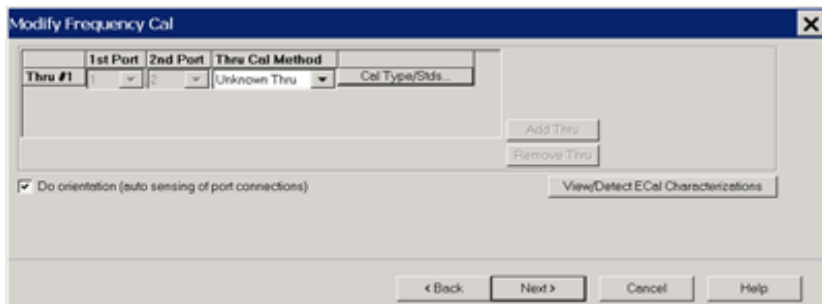 Modify Frequency Cal
1st Port 2nd Port Thru Cal Method
Thru #1 1 2 Unknown Thru Cal Type/Stds...
Add Thru
Remove Thru
Do orientation (auto sensing of port connections) View/Detect ECal Characterizations
< Back Next > Cancel Help